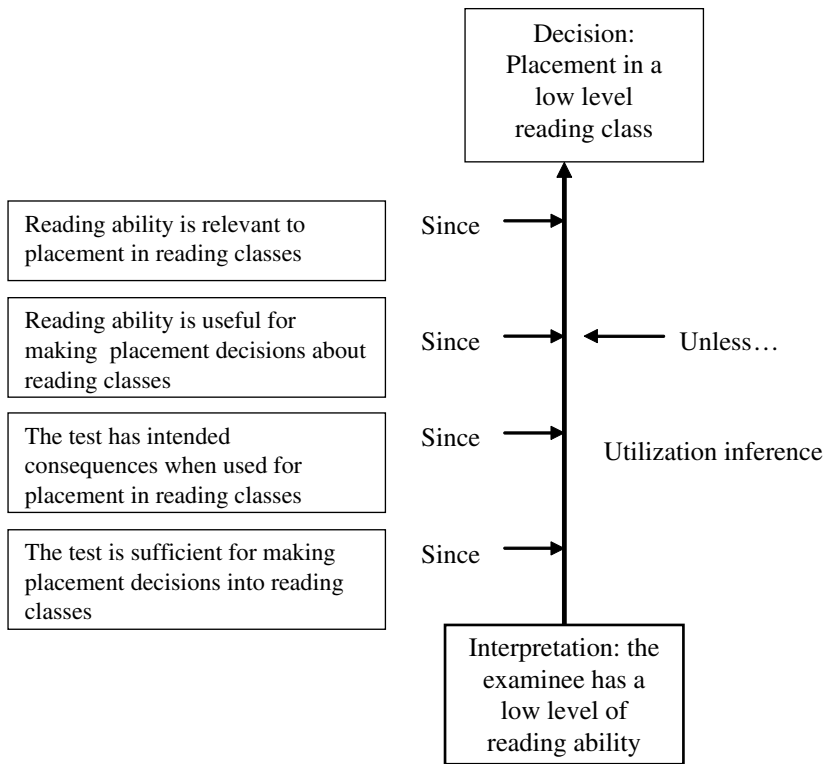 Decision:
Placement in a
low level
reading class
Reading ability is relevant to
placement in reading classes
Since
Reading ability is useful for
making placement decisions about
reading classes
Since
Unless…
The test has intended
consequences when used for
placement in reading classes
Since
Utilization inference
The test is sufficient for making
placement decisions into reading
classes
Since
Interpretation: the
examinee has a
low level of
reading ability